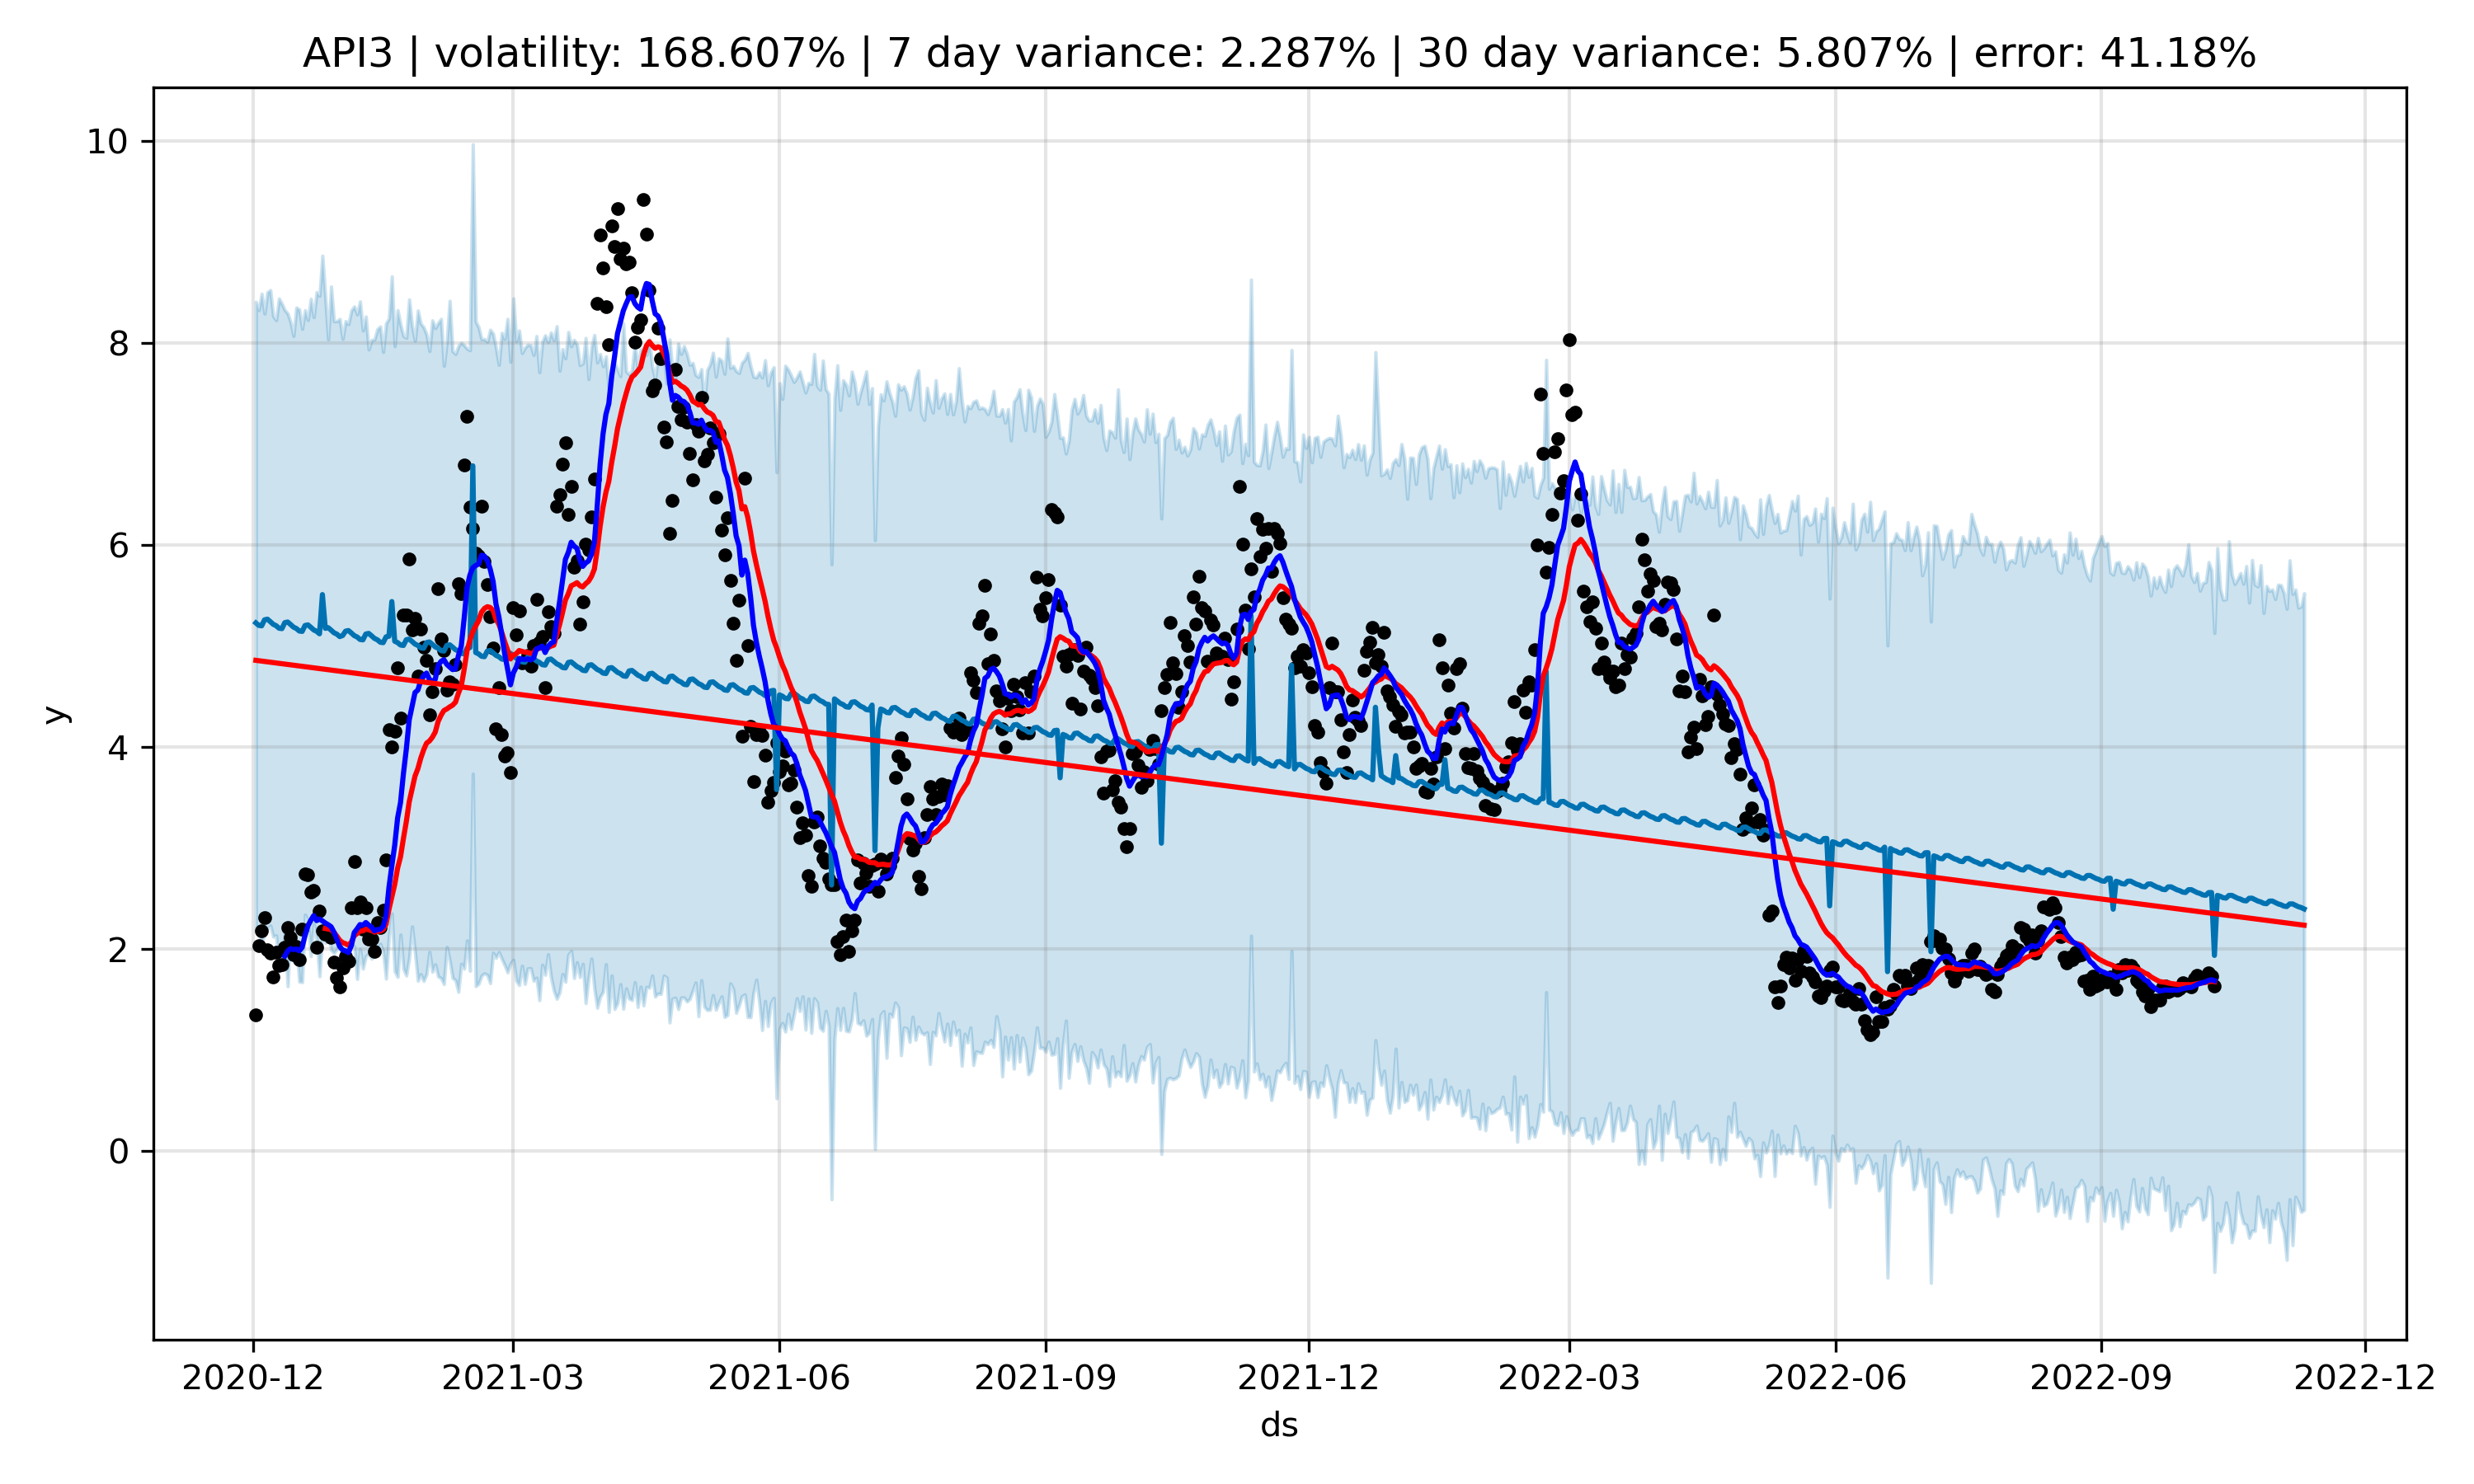 API3 | volatility: 168.607% | 7 day variance: 2.287% | 30 day variance: 5.807% | error: 41.18%
10
8
6
4
2
0
y
2020-12 2021-03 2021-06 2021-09 2021-12 2022-03 2022-06 2022-09 2022-12
ds